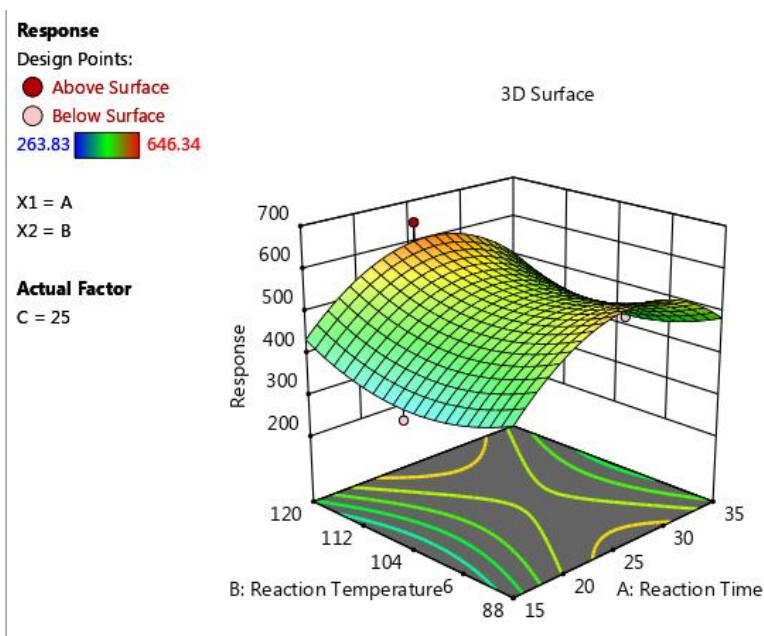 Response
Design Points:
Above Surface
Below Surface
263.83 646.34
X1 = A
X2 = B
Actual Factor
C = 25
3D Surface
700
600
500
400
300
200
Response
120
112
104
6
88
B: Reaction Temperature
15
20
25
30
35
A: Reaction Time